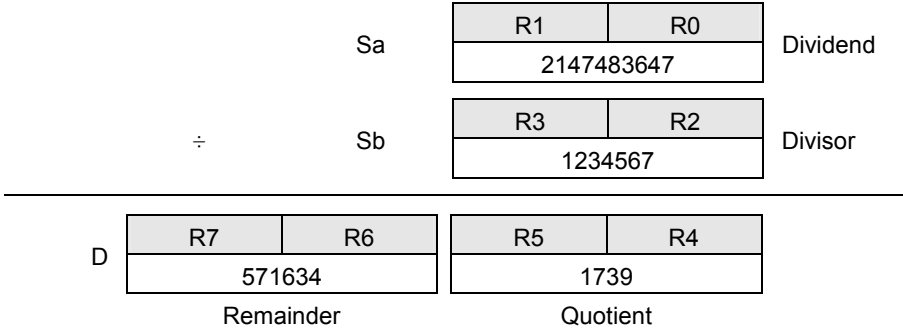 Sa R1 R0 Dividend
2147483647
÷ Sb R3 R2 Divisor
1234567
D R7 R6 R5 R4
571634 1739
Remainder Quotient